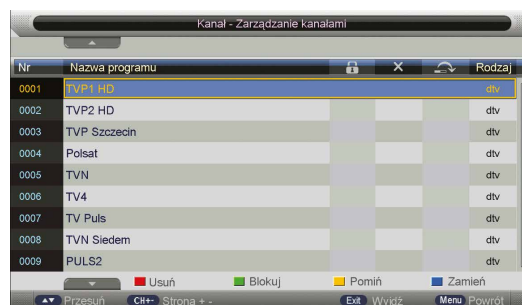 Kanał - Zarządzanie kanałami
Nr Nazwa programu Rodzaj
0001 TVP1 HD dtv
0002 TVP2 HD dtv
0003 TVP Szczecin dtv
0004 Polsat dtv
0005 TVN dtv
0006 TV4 dtv
0007 TV Puls dtv
0008 TVN Siedem dtv
0009 PULS2 dtv
Usuń Blokuj Pomiń Zamień
Przesuń CH+- Strona + - Exit Wyjdź Menu Powrót